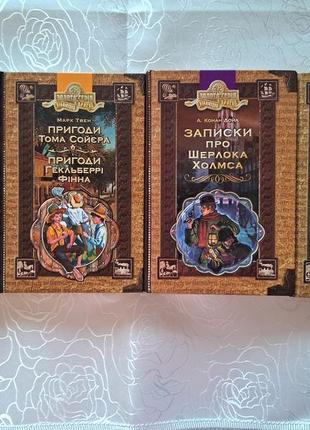 Марк Твен
ПРИГОДИ
ТОМА СОЙЄРА
ПРИГОДИ
ГЕКЛЬБЕРРІ
ФІННА
А. Конан Дойл
ЗАПИСКИ
ПРО
ШЕРЛОКА
ХОЛМСА